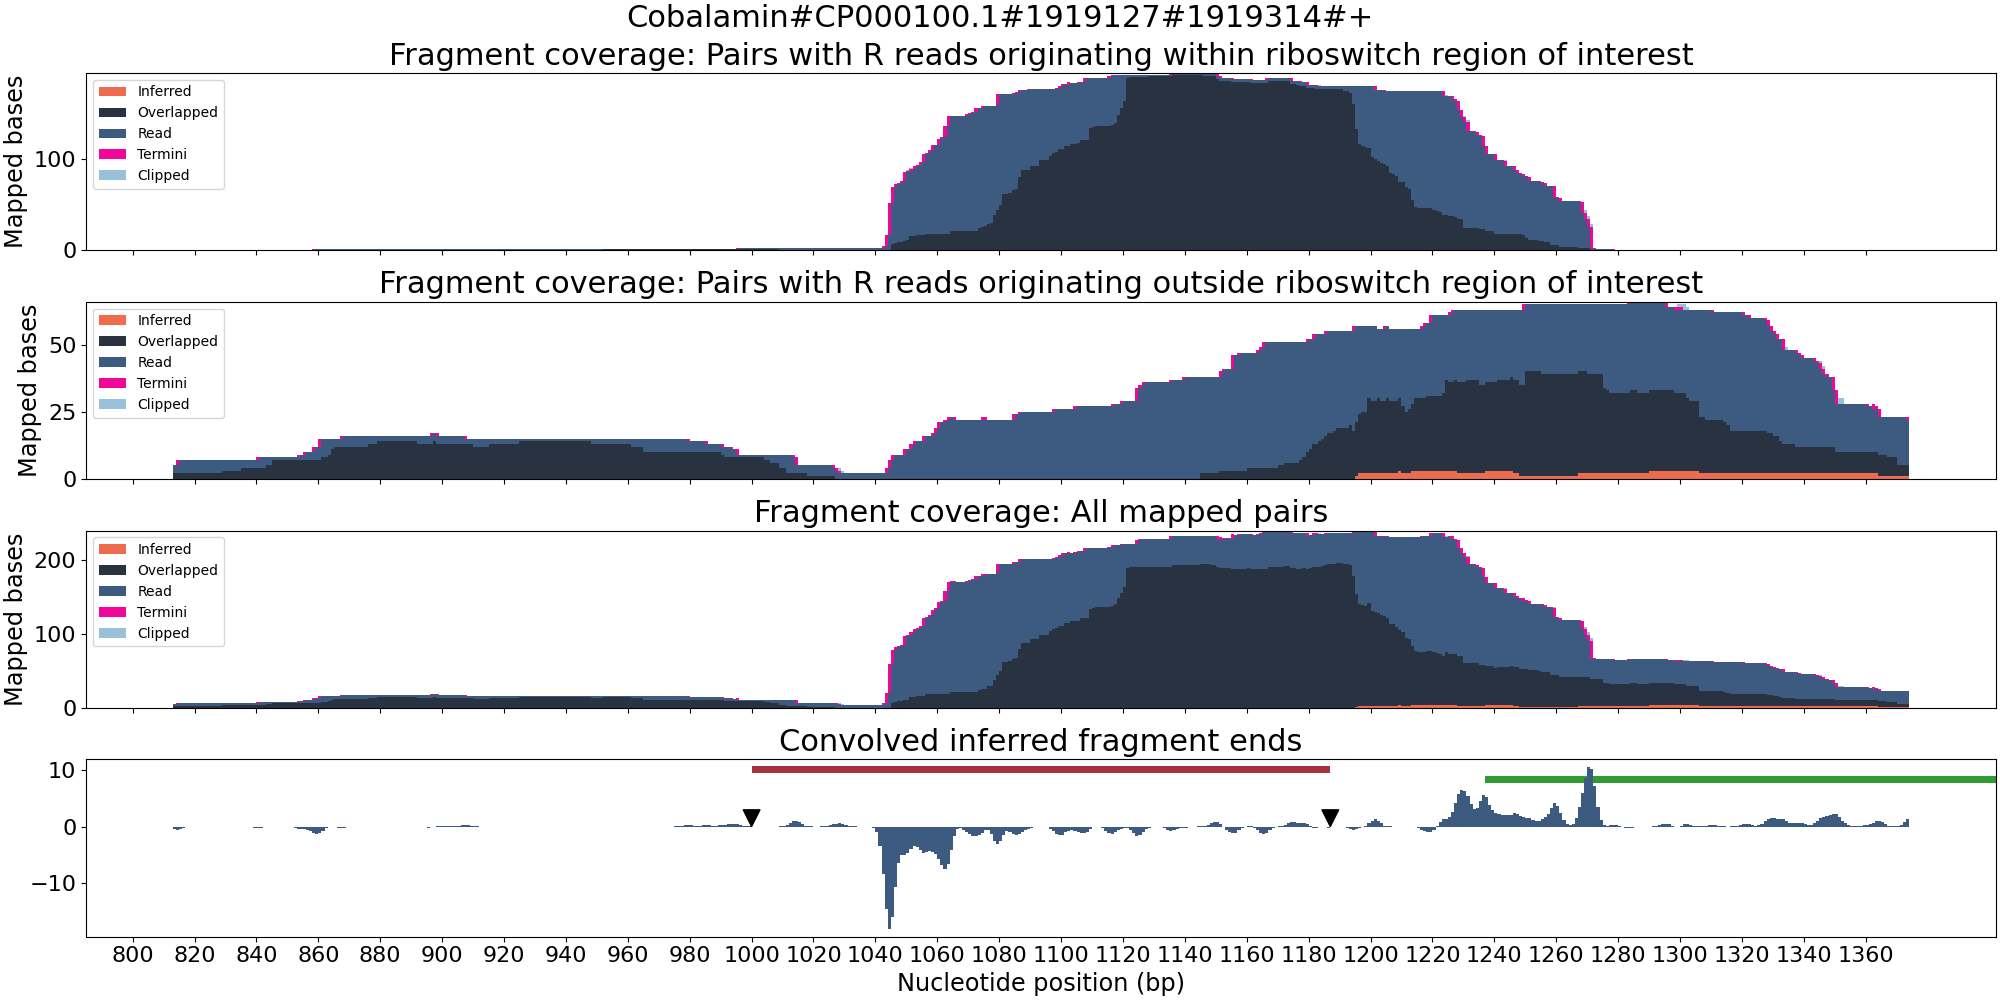 Cobalamin#CP000100.1#1919127#1919314#+
Fragment coverage: Pairs with R reads originating within riboswitch region of interest
Mapped bases
100
0
Inferred
Overlapped
Read
Termini
Clipped
Fragment coverage: Pairs with R reads originating outside riboswitch region of interest
Mapped bases
50
25
0
Inferred
Overlapped
Read
Termini
Clipped
Fragment coverage: All mapped pairs
Mapped bases
200
100
0
Inferred
Overlapped
Read
Termini
Clipped
Convolved inferred fragment ends
10
0
−10
800 820 840 860 880 900 920 940 960 980 1000 1020 1040 1060 1080 1100 1120 1140 1160 1180 1200 1220 1240 1260 1280 1300 1320 1340 1360
Nucleotide position (bp)